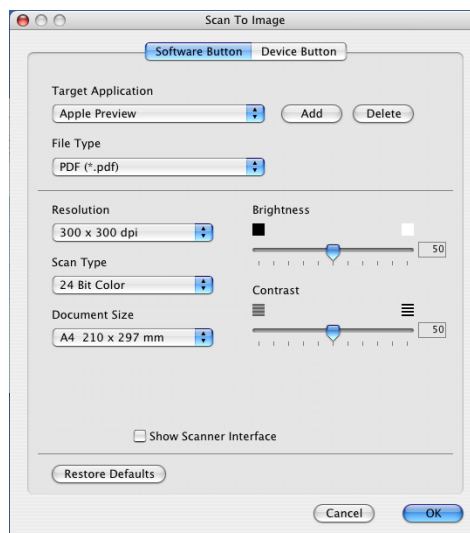 Scan To Image
Software Button Device Button
Target Application
Apple Preview Add Delete
File Type
PDF (*.pdf)
Resolution
300 x 300 dpi
Scan Type
24 Bit Color
Document Size
A4 210 x 297 mm
Brightness
50
Contrast
50
Show Scanner Interface
Restore Defaults
Cancel OK